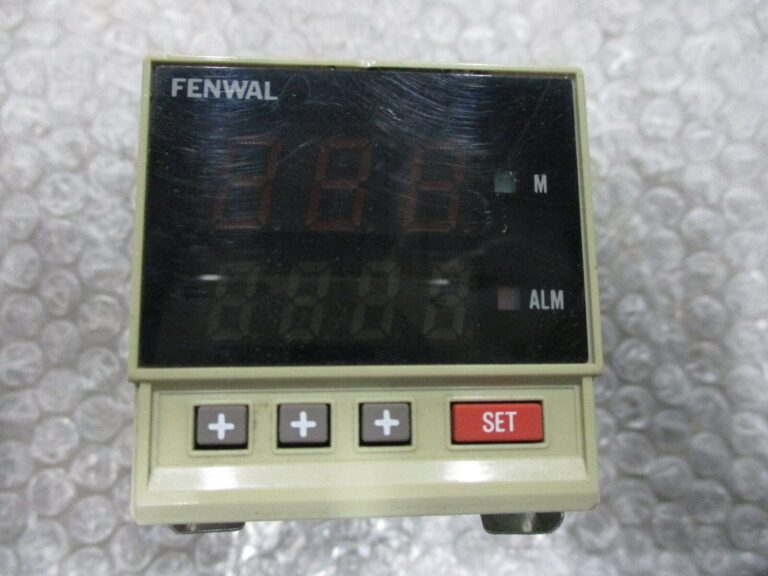 FENWAL
M
ALM
+ + + SET